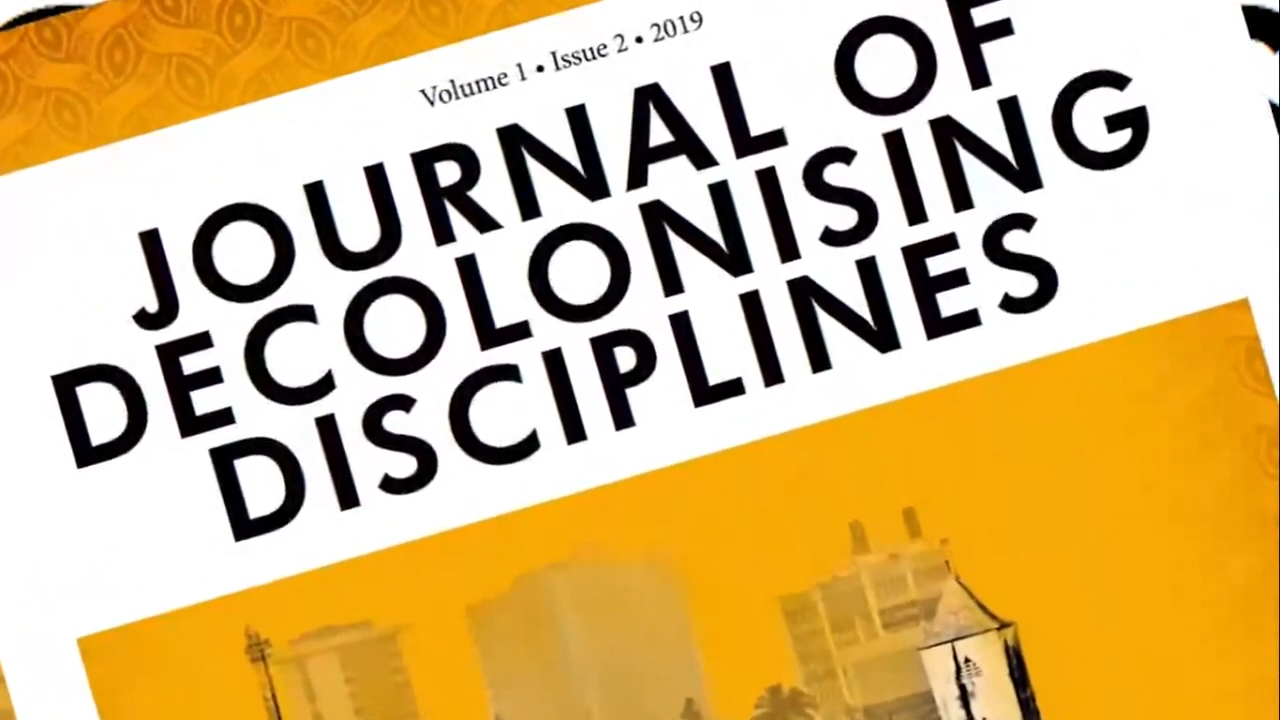 Volume 1 • Issue 2 • 2019
JOURNAL OF
DECOLONISING
DISCIPLINES